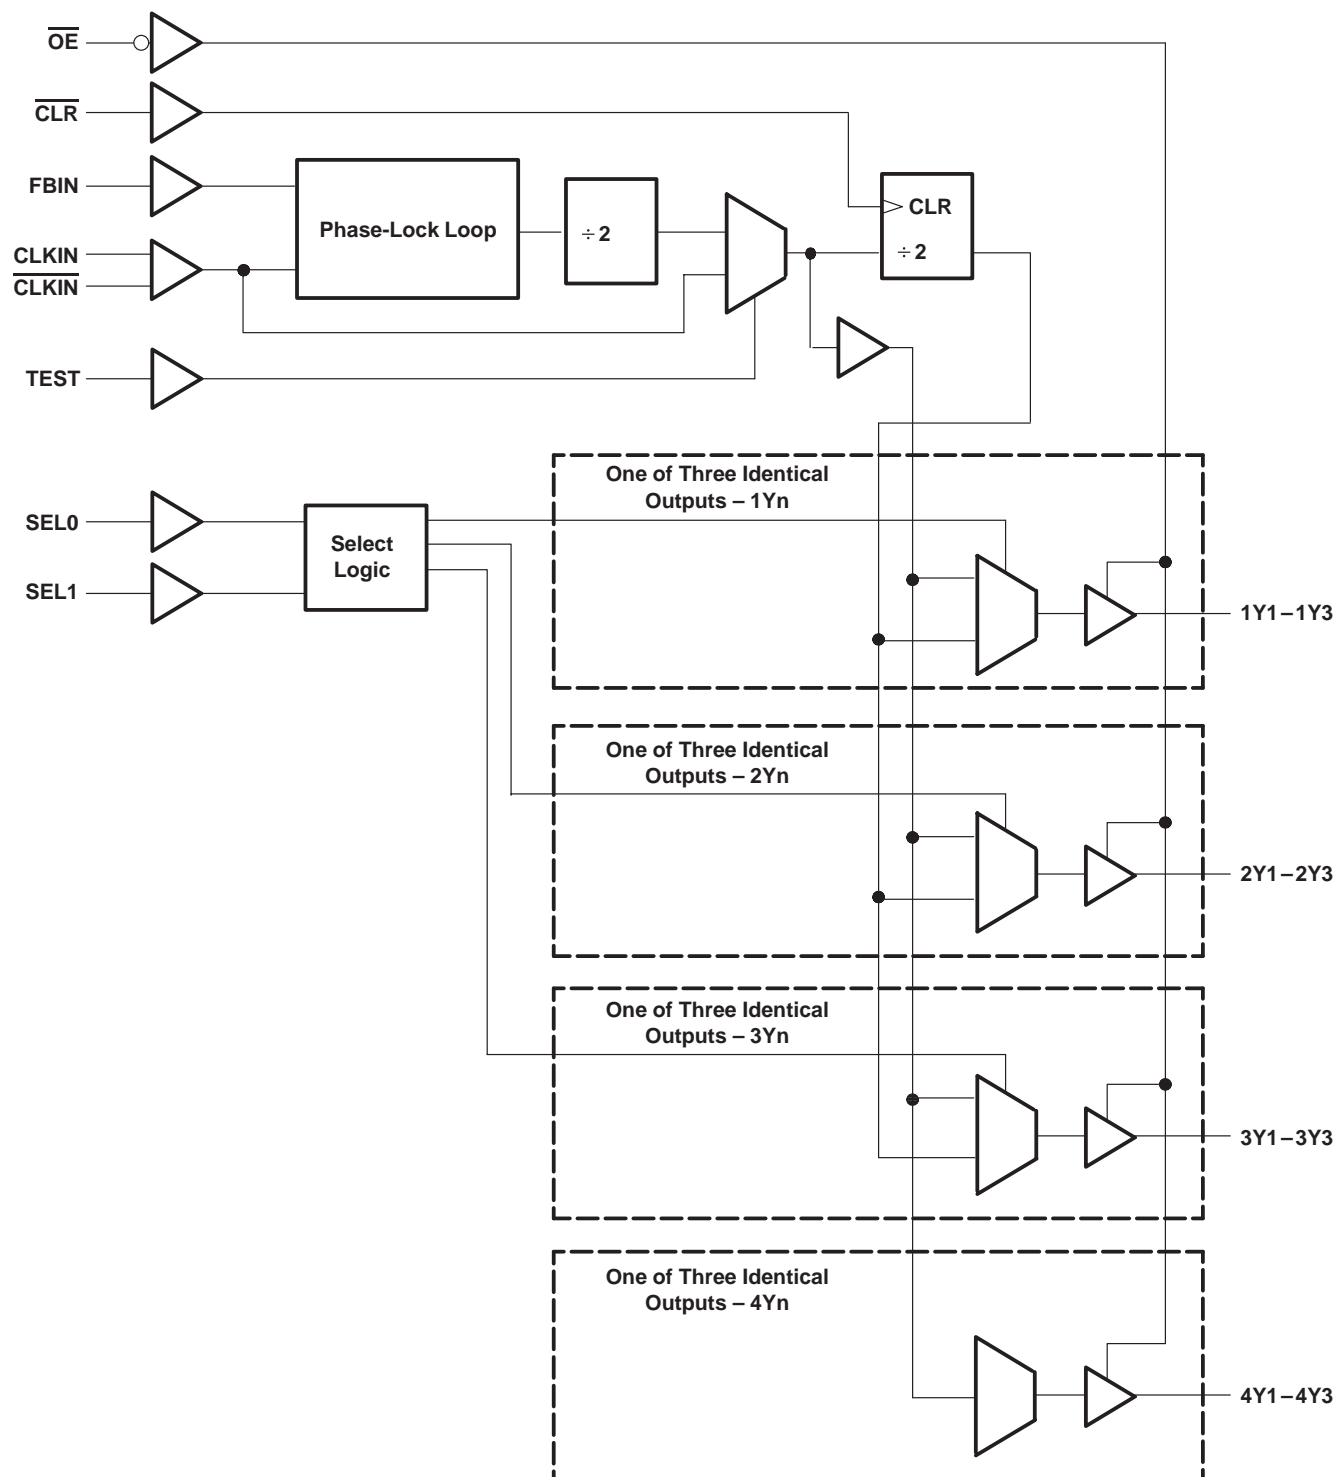 OE
CLR
FBIN
CLKIN
CLKIN
TEST
Phase-Lock Loop
÷2
CLR
÷2
SEL0
SEL1
Select
Logic
One of Three Identical
Outputs – 1Yn
1Y1–1Y3
One of Three Identical
Outputs – 2Yn
2Y1–2Y3
One of Three Identical
Outputs – 3Yn
3Y1–3Y3
One of Three Identical
Outputs – 4Yn
4Y1–4Y3